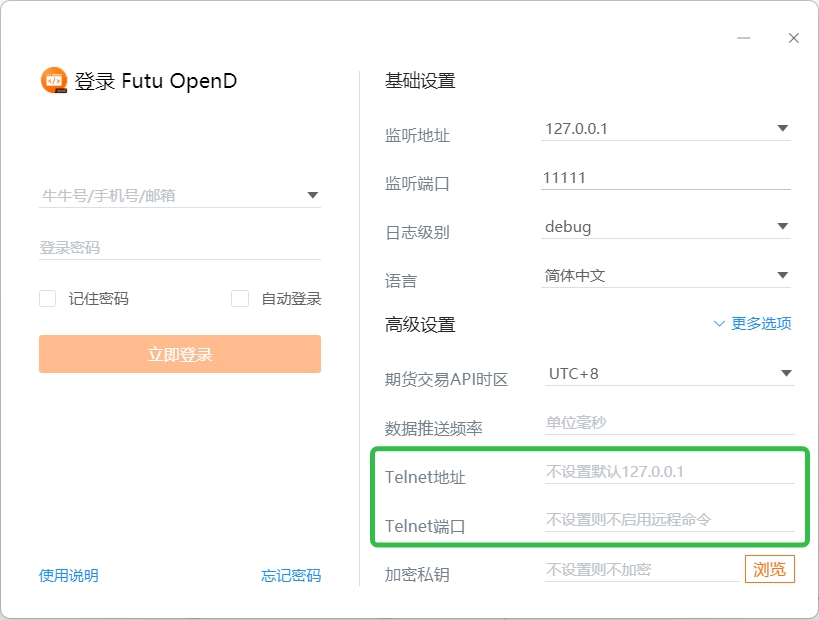 登录 Futu OpenD
牛牛号/手机号/邮箱
登录密码
记住密码
自动登录
立即登录
使用说明
忘记密码
基础设置
监听地址 127.0.0.1
监听端口 11111
日志级别 debug
语言 简体中文
高级设置 更多选项
期货交易API时区 UTC+8
数据推送频率 单位毫秒
Telnet地址 不设置默认127.0.0.1
Telnet端口 不设置则不启用远程命令
加密私钥 不设置则不加密 浏览